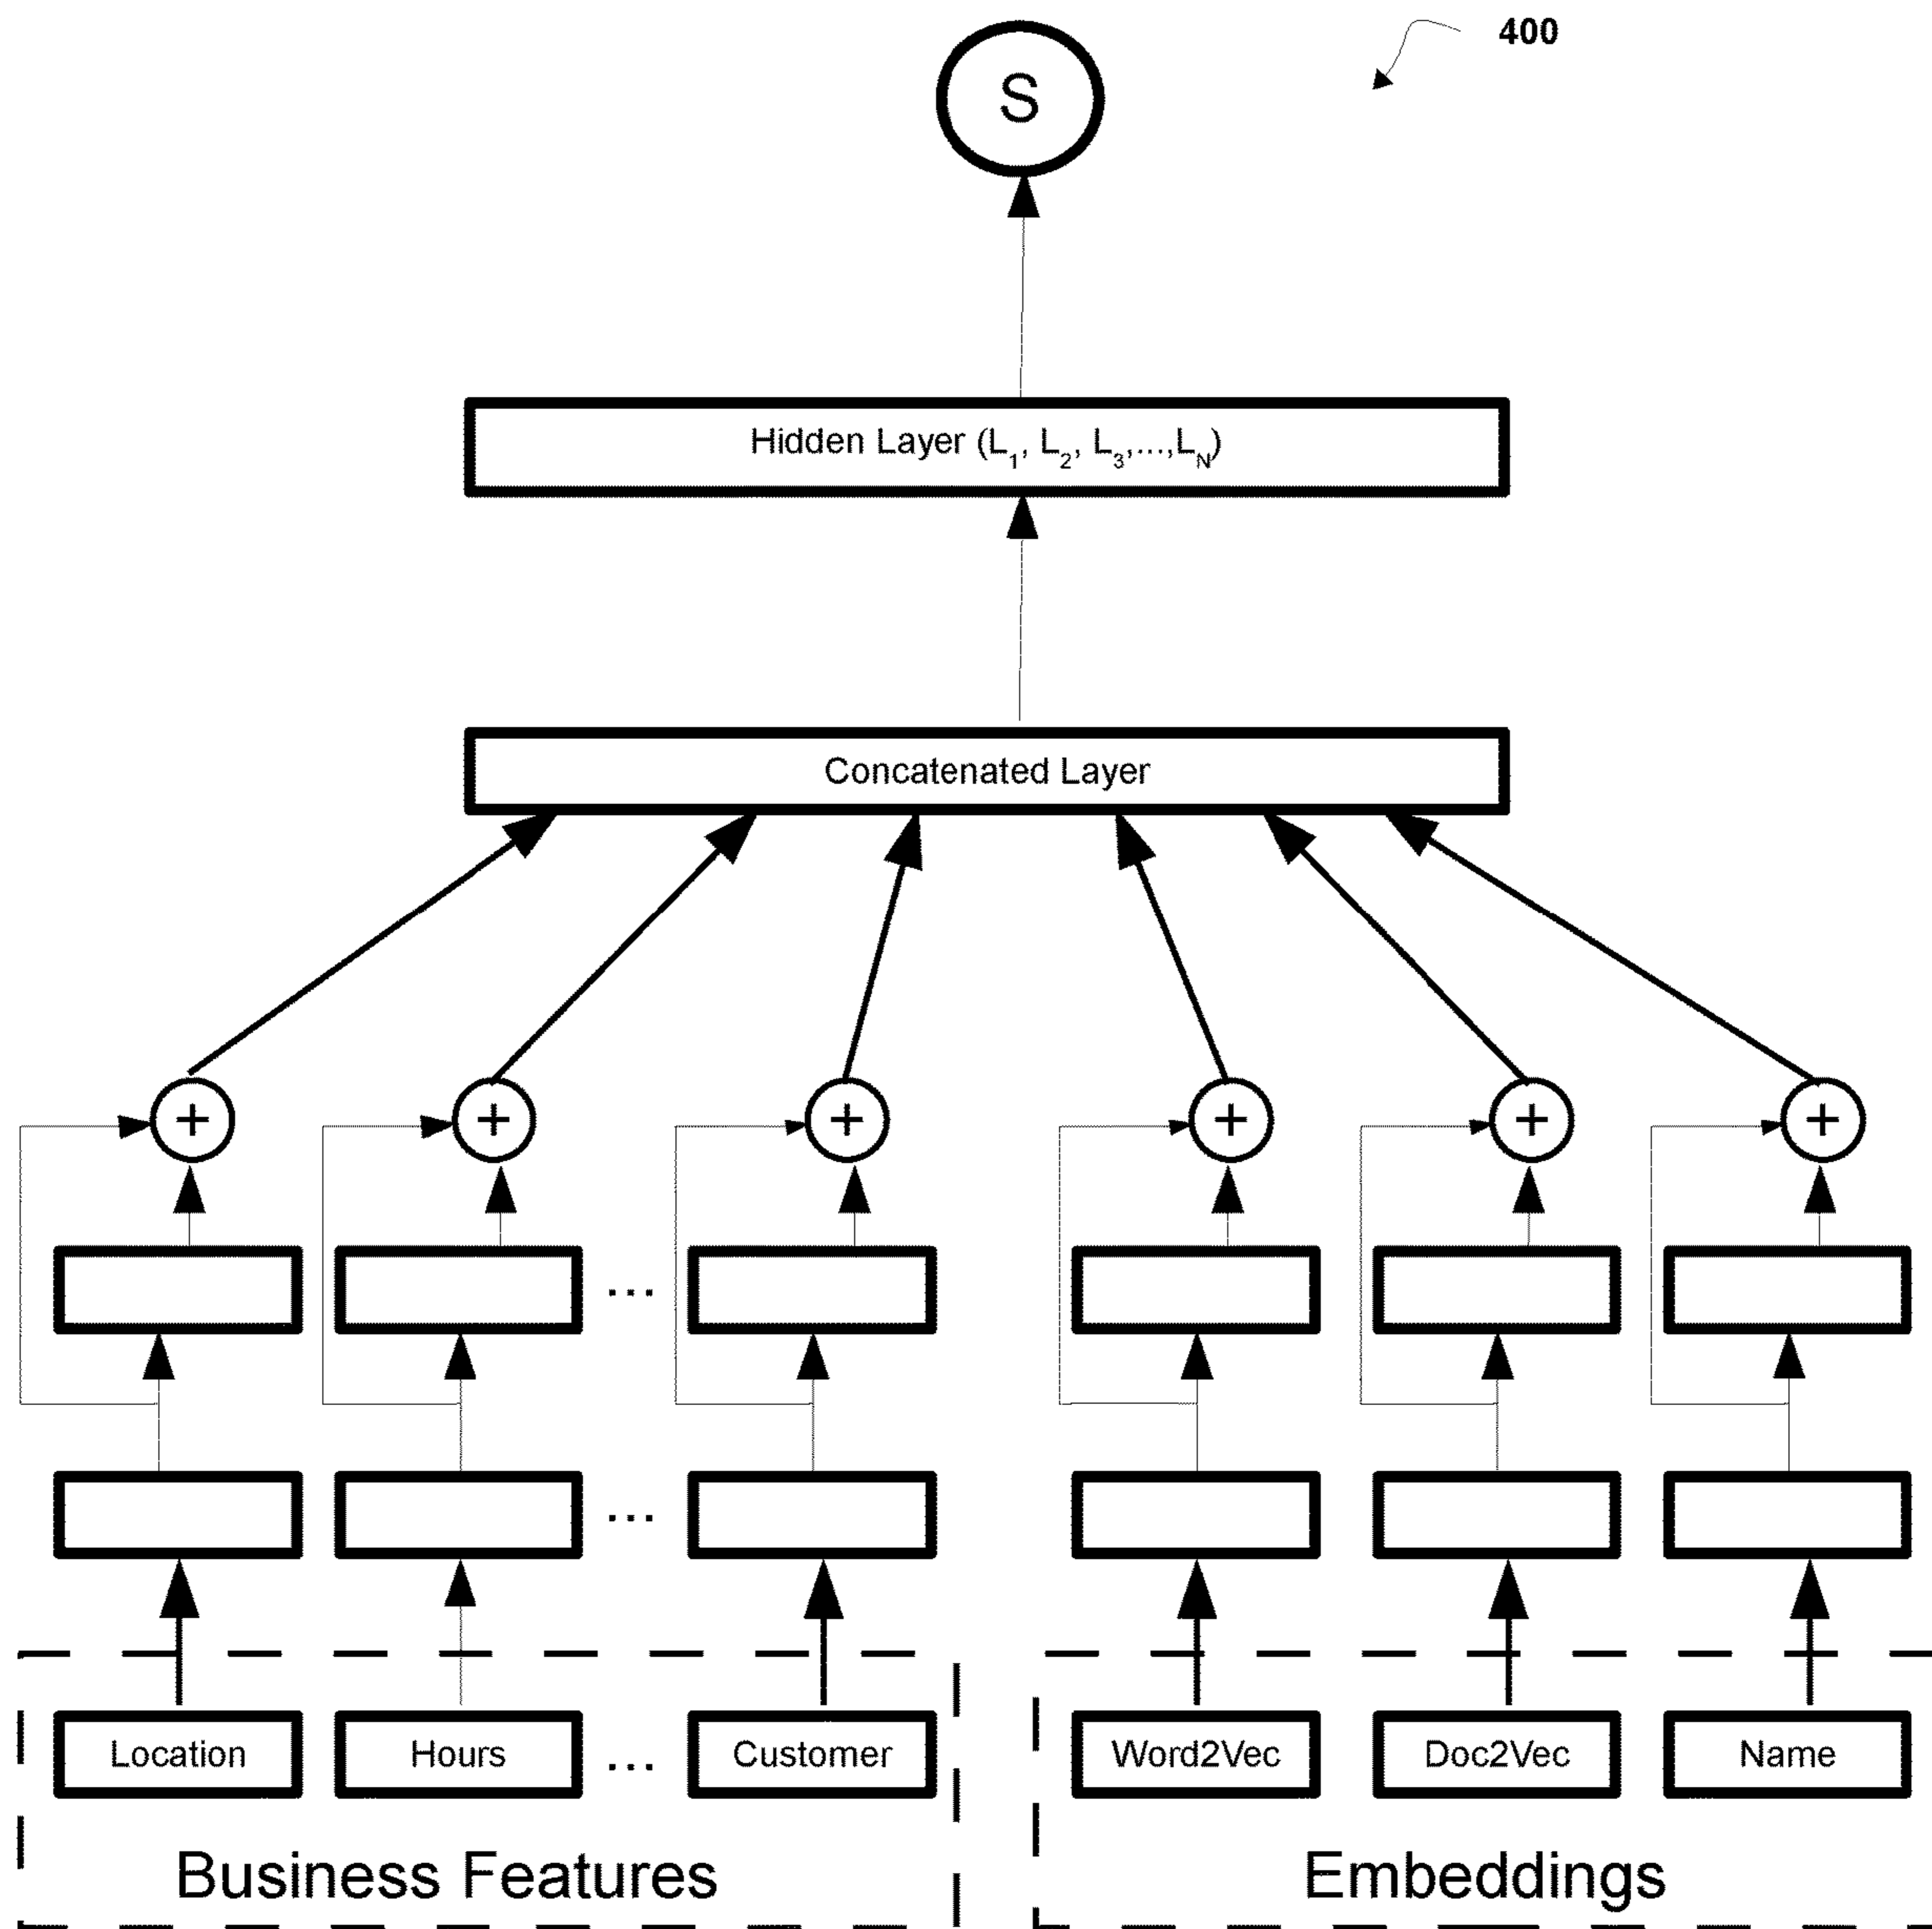 400
S
Hidden Layer (L1, L2, L3,...,LN)
Concatenated Layer
+ + + + + +
...
...
Location Hours ... Customer Word2Vec Doc2Vec Name
Business Features Embeddings